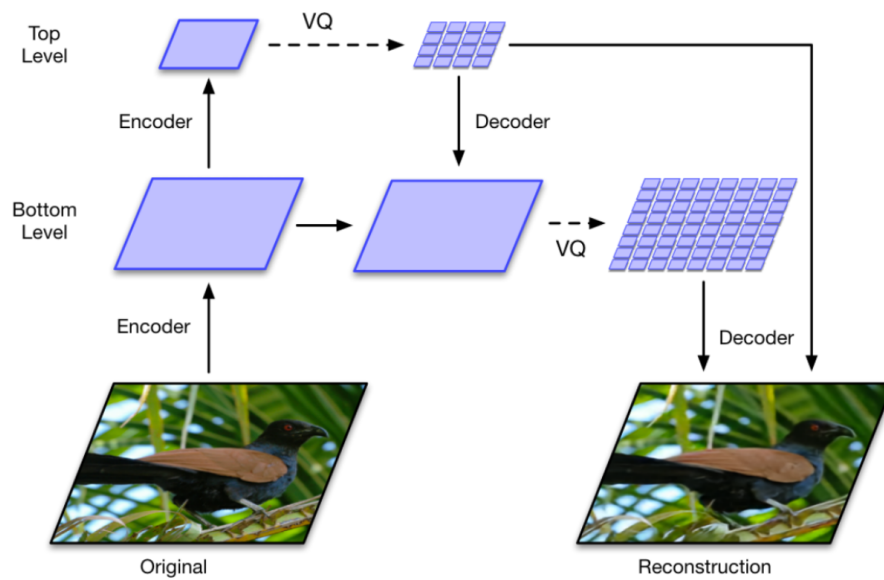 Top
Level
VQ
Encoder
Decoder
Bottom
Level
VQ
Encoder
Decoder
Original
Reconstruction